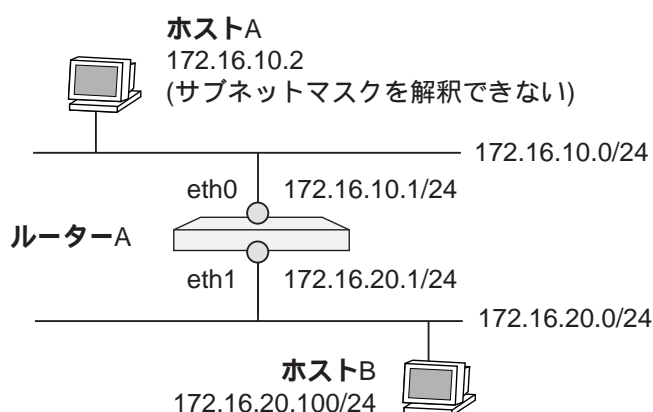 ホストA
172.16.10.2
(サブネットマスクを解釈できない)
172.16.10.0/24
eth0 172.16.10.1/24
ルーターA
eth1 172.16.20.1/24
172.16.20.0/24
ホストB
172.16.20.100/24